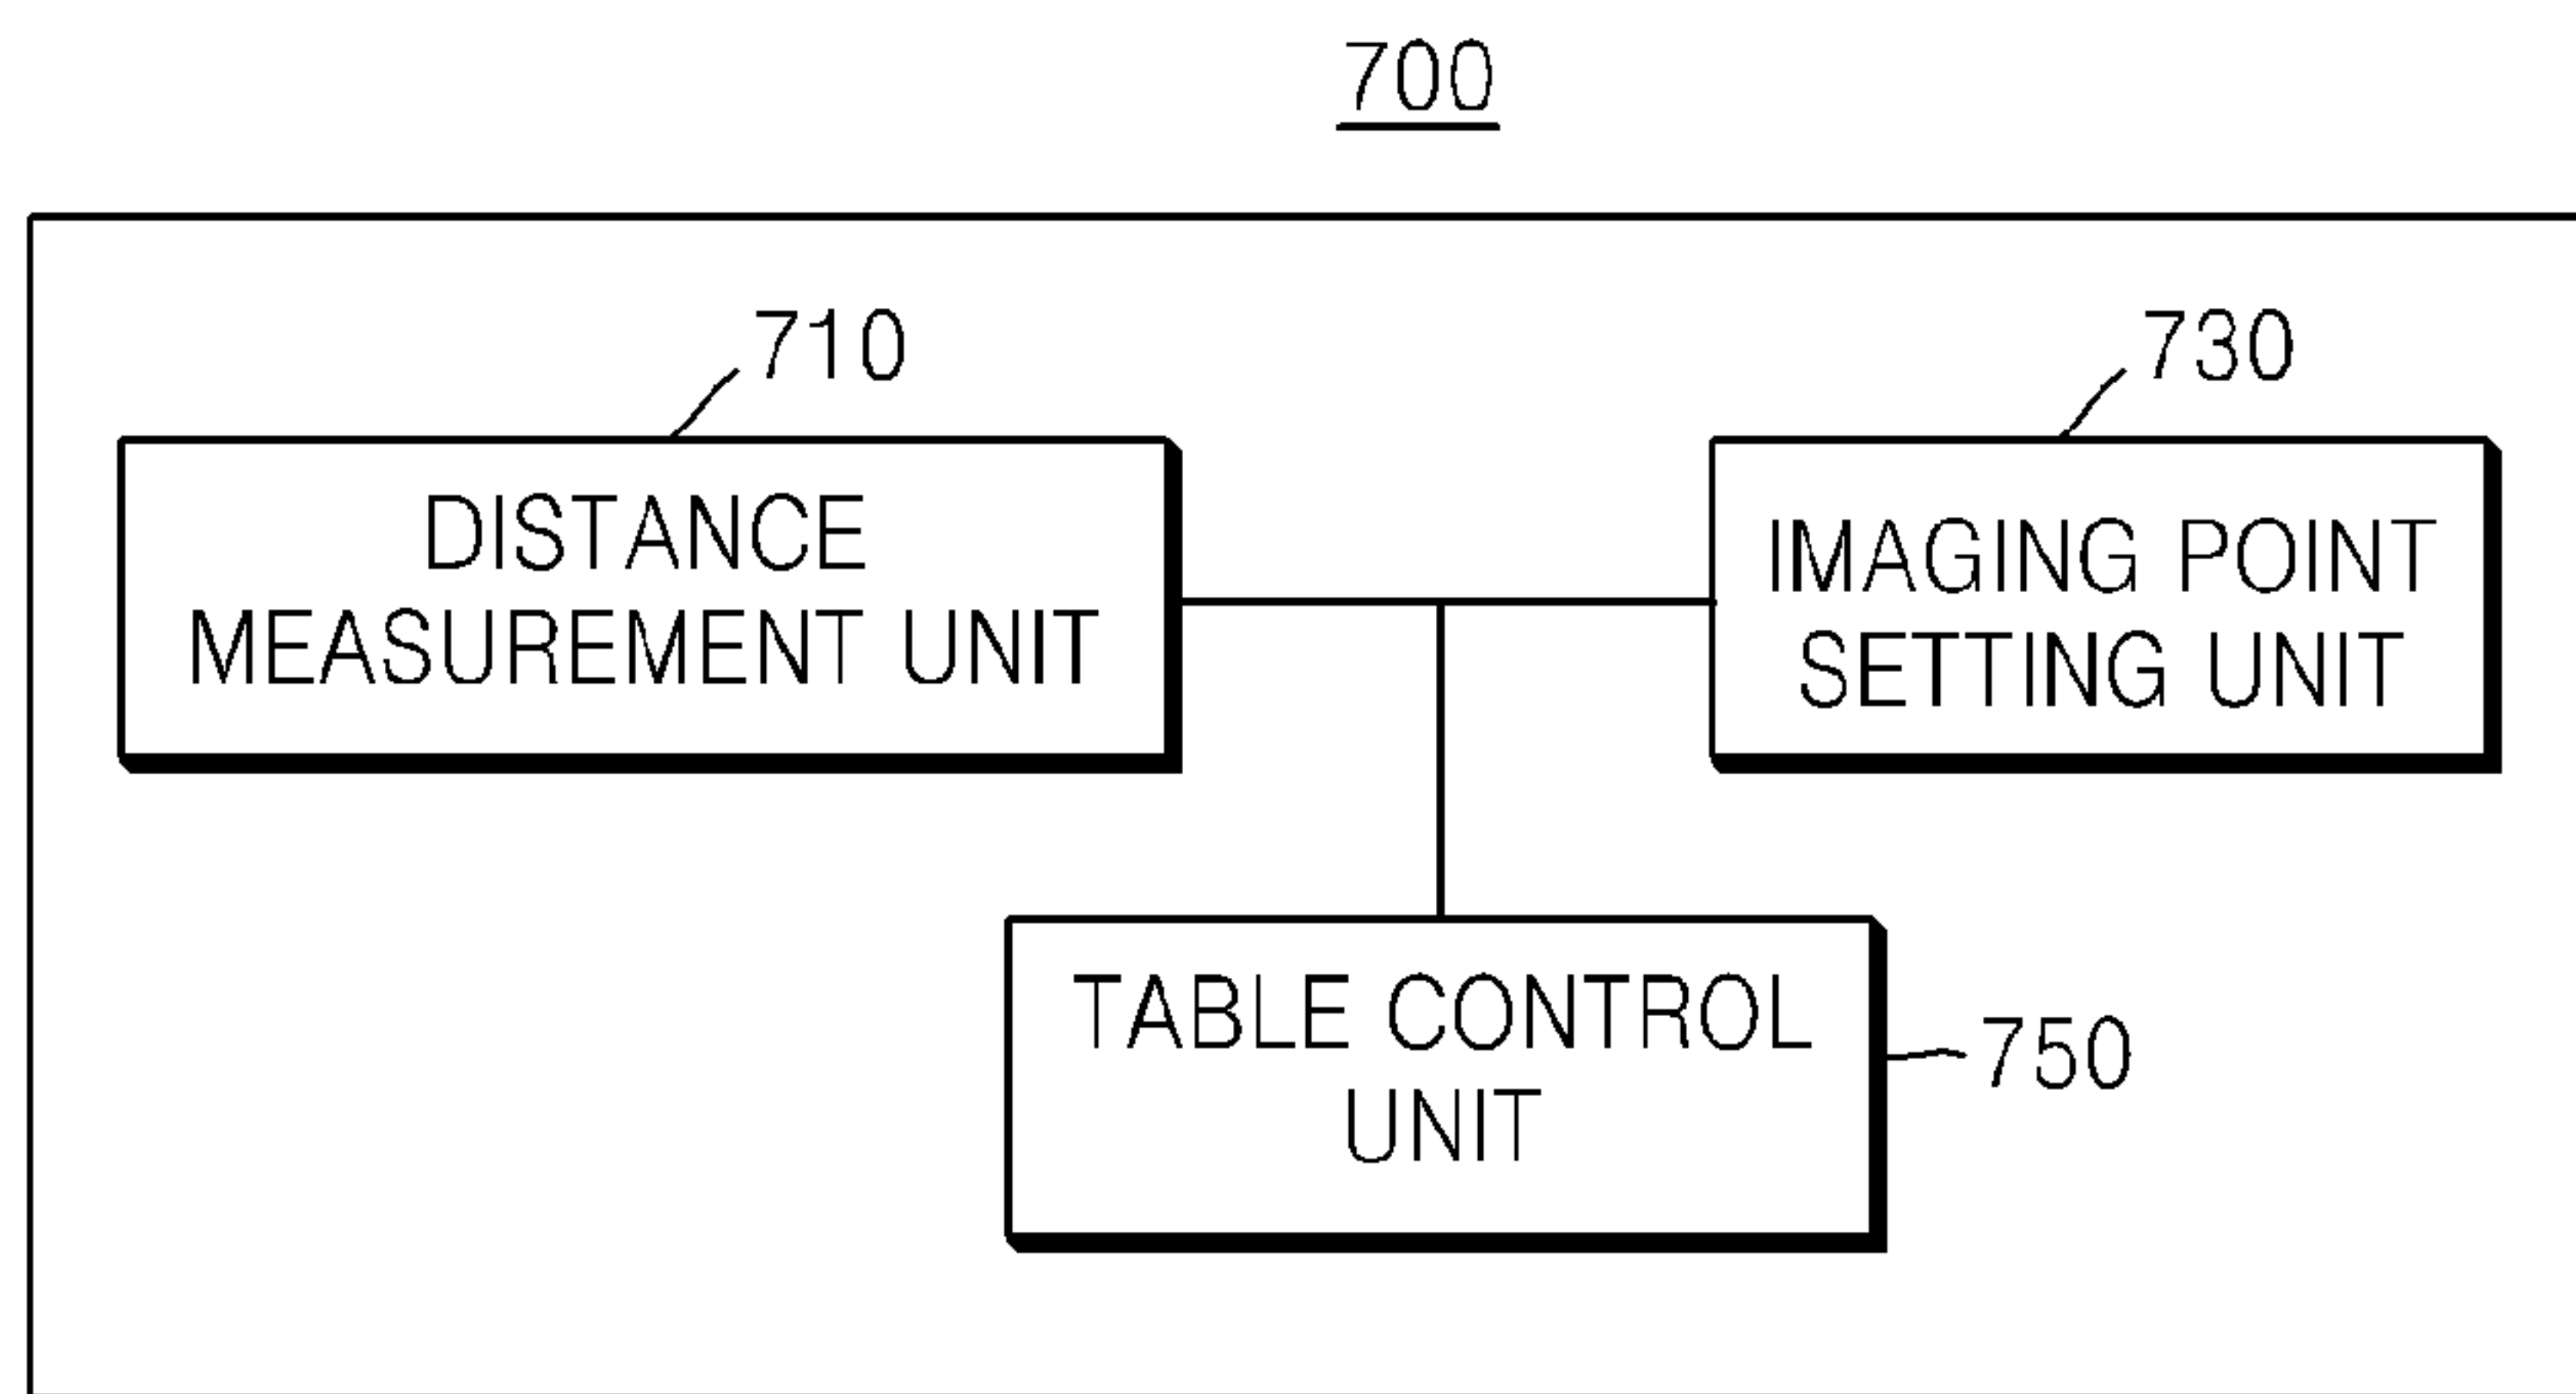 700
710
730
DISTANCE
MEASUREMENT UNIT
IMAGING POINT
SETTING UNIT
TABLE CONTROL
UNIT
750